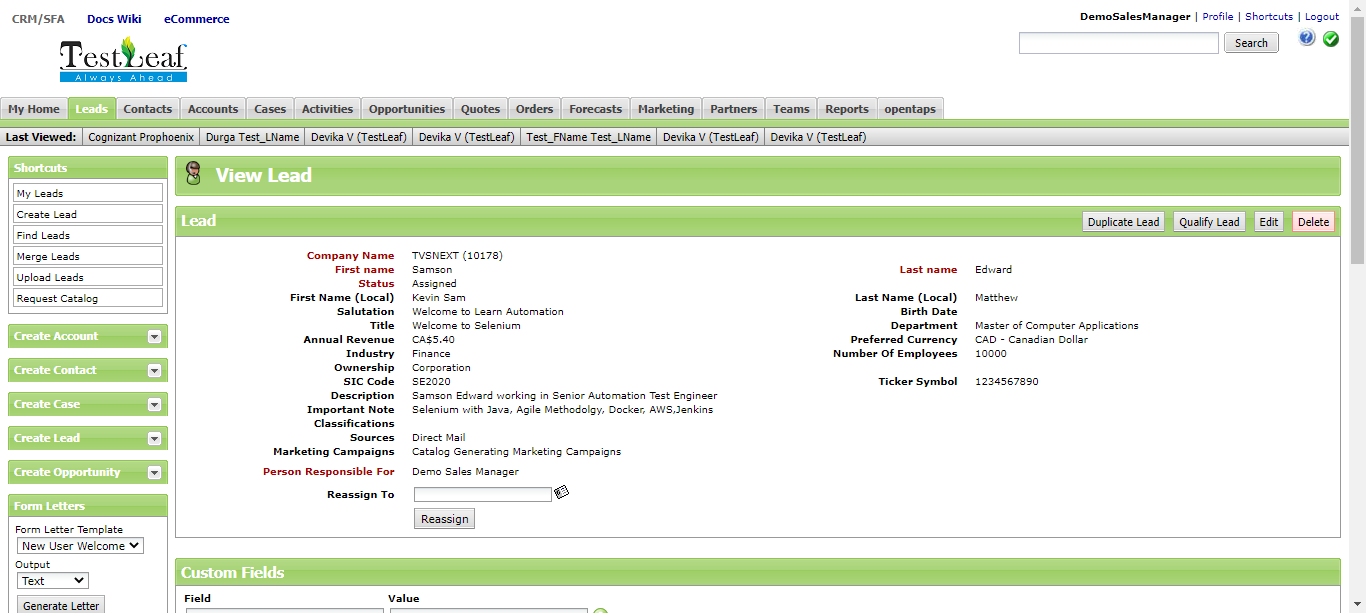 CRM/SFA Docs Wiki eCommerce
DemoSalesManager | Profile | Shortcuts | Logout
TestLeaf
Always Ahead
Search
My Home Leads Contacts Accounts Cases Activities Opportunities Quotes Orders Forecasts Marketing Partners Teams Reports opentaps
Last Viewed: Cognizant Prophoenix Durga Test_LName Devika V (TestLeaf) Devika V (TestLeaf) Test_FName Test_LName Devika V (TestLeaf) Devika V (TestLeaf)
Shortcuts
My Leads
Create Lead
Find Leads
Merge Leads
Upload Leads
Request Catalog
Create Account
Create Contact
Create Case
Create Lead
Create Opportunity
Form Letters
Form Letter Template
New User Welcome
Output
Text
Generate Letter
View Lead
Lead Duplicate Lead Qualify Lead Edit Delete
Company Name TVSNEXT (10178)
First name Samson Last name Edward
Status Assigned
First Name (Local) Kevin Sam Last Name (Local) Matthew
Salutation Welcome to Learn Automation Birth Date
Title Welcome to Selenium Department Master of Computer Applications
Annual Revenue CA$5.40 Preferred Currency CAD - Canadian Dollar
Industry Finance Number Of Employees 10000
Ownership Corporation
SIC Code SE2020 Ticker Symbol 1234567890
Description Samson Edward working in Senior Automation Test Engineer
Important Note Selenium with Java, Agile Methodolgy, Docker, AWS,Jenkins
Classifications
Sources Direct Mail
Marketing Campaigns Catalog Generating Marketing Campaigns
Person Responsible For Demo Sales Manager
Reassign To
Reassign
Custom Fields
Field Value